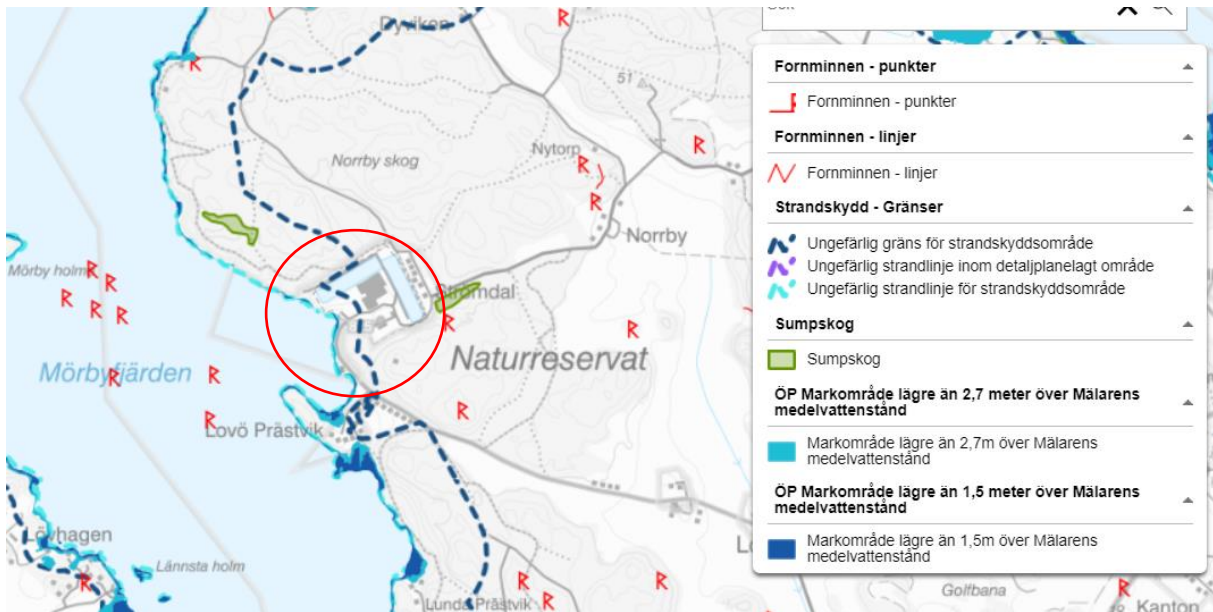 Sök
Dyviken
51
Norrby skog
Nytorp
Norrby
Mörby holm
Strömdal
Naturreservat
Mörbyfjärden
Lovö Prästvik
Lövhagen
Lännsta holm
Lunda Prästvik
Golfbana
Kanton
Fornminnen - punkter
Fornminnen - punkter
Fornminnen - linjer
Fornminnen - linjer
Strandskydd - Gränser
Ungefärlig gräns för strandskyddsområde
Ungefärlig strandlinje inom detaljplanelagt område
Ungefärlig strandlinje för strandskyddsområde
Sumpskog
Sumpskog
ÖP Markområde lägre än 2,7 meter över Mälarens
medelvattenstånd
Markområde lägre än 2,7m över Mälarens
medelvattenstånd
ÖP Markområde lägre än 1,5 meter över Mälarens
medelvattenstånd
Markområde lägre än 1,5m över Mälarens
medelvattenstånd